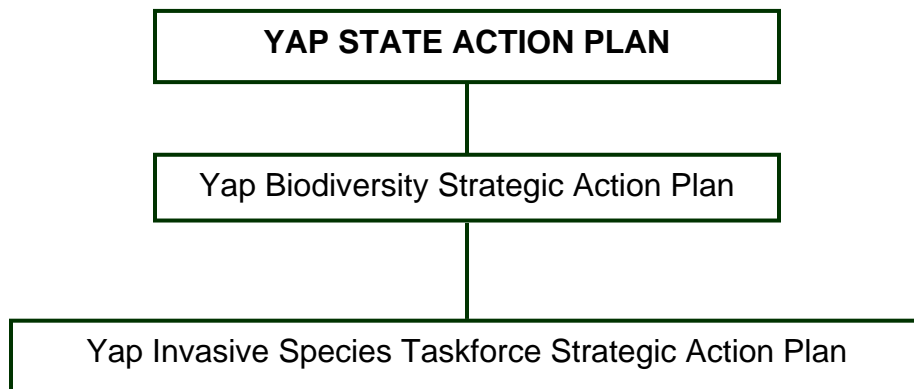 YAP STATE ACTION PLAN
Yap Biodiversity Strategic Action Plan
Yap Invasive Species Taskforce Strategic Action Plan